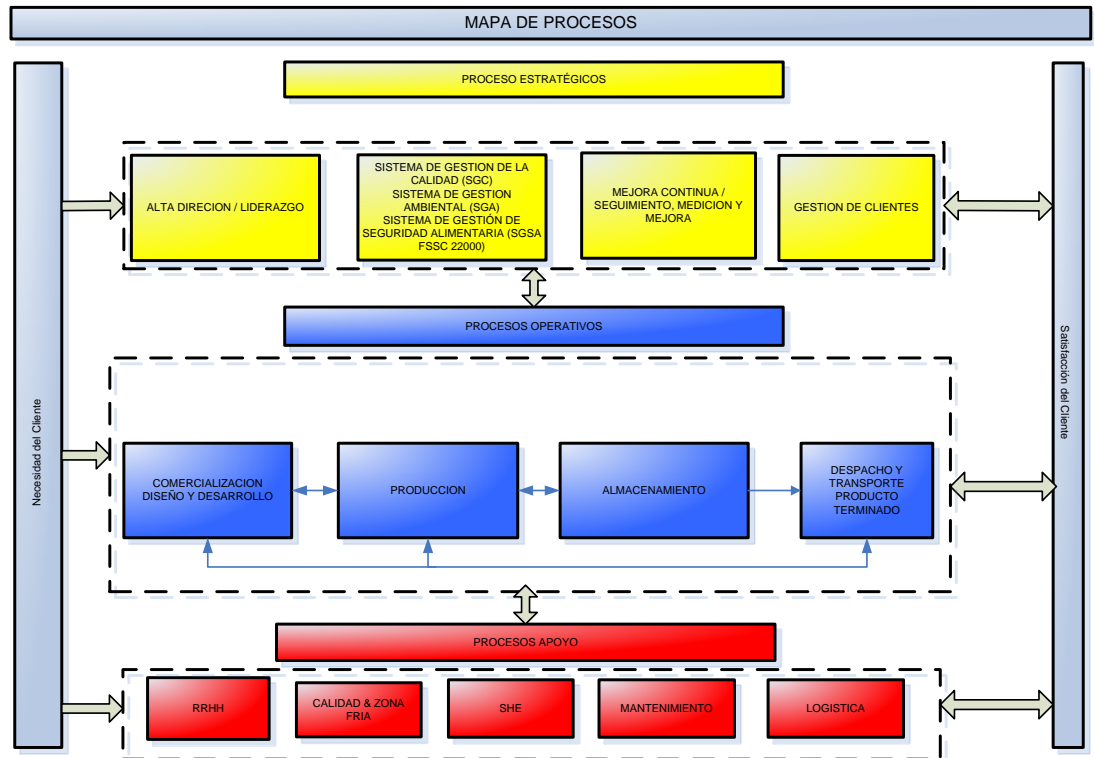 MAPA DE PROCESOS
PROCESO ESTRATÉGICOS
ALTA DIRECION / LIDERAZGO
SISTEMA DE GESTION DE LA
CALIDAD (SGC)
SISTEMA DE GESTION
AMBIENTAL (SGA)
SISTEMA DE GESTIÓN DE
SEGURIDAD ALIMENTARIA (SGSA
FSSC 22000)
MEJORA CONTINUA /
SEGUIMIENTO, MEDICION Y
MEJORA
GESTION DE CLIENTES
PROCESOS OPERATIVOS
Necesidad del Cliente
Satisfacción del Cliente
COMERCIALIZACION
DISEÑO Y DESARROLLO
PRODUCCION
ALMACENAMIENTO
DESPACHO Y
TRANSPORTE
PRODUCTO
TERMINADO
PROCESOS APOYO
RRHH
CALIDAD & ZONA
FRIA
SHE
MANTENIMIENTO
LOGISTICA